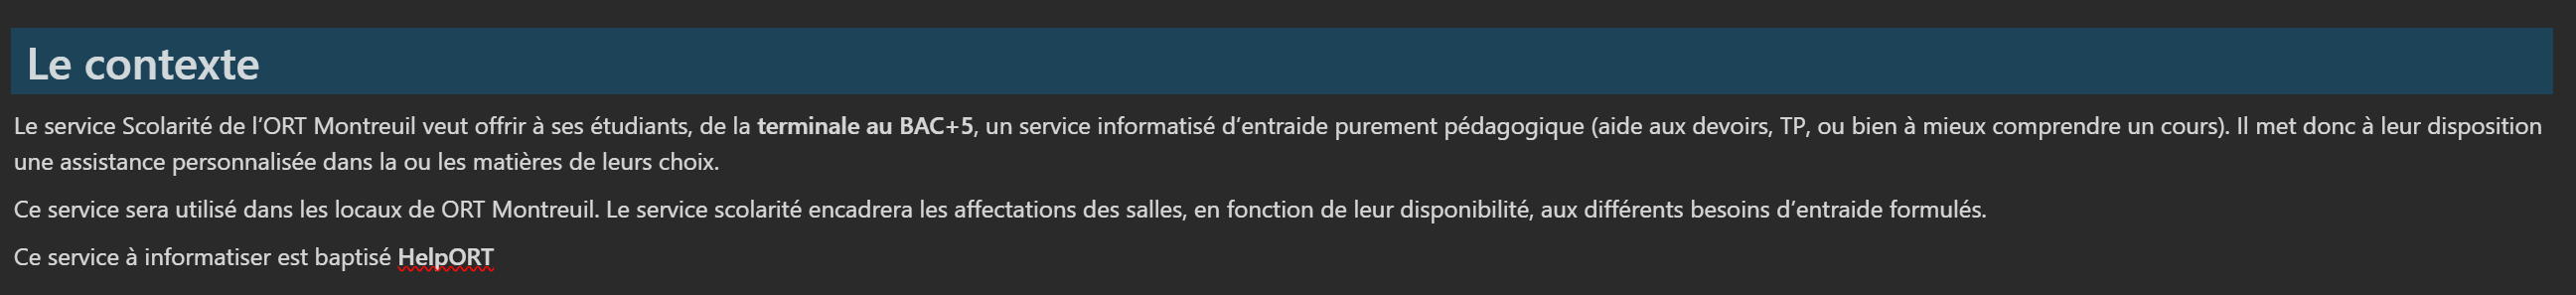 Le contexte
Le service Scolarité de l’ORT Montreuil veut offrir à ses étudiants, de la terminale au BAC+5, un service informatisé d’entraide purement pédagogique (aide aux devoirs, TP, ou bien à mieux comprendre un cours). Il met donc à leur disposition
une assistance personnalisée dans la ou les matières de leurs choix.
Ce service sera utilisé dans les locaux de ORT Montreuil. Le service scolarité encadrera les affectations des salles, en fonction de leur disponibilité, aux différents besoins d’entraide formulés.
Ce service à informatiser est baptisé HelpORT